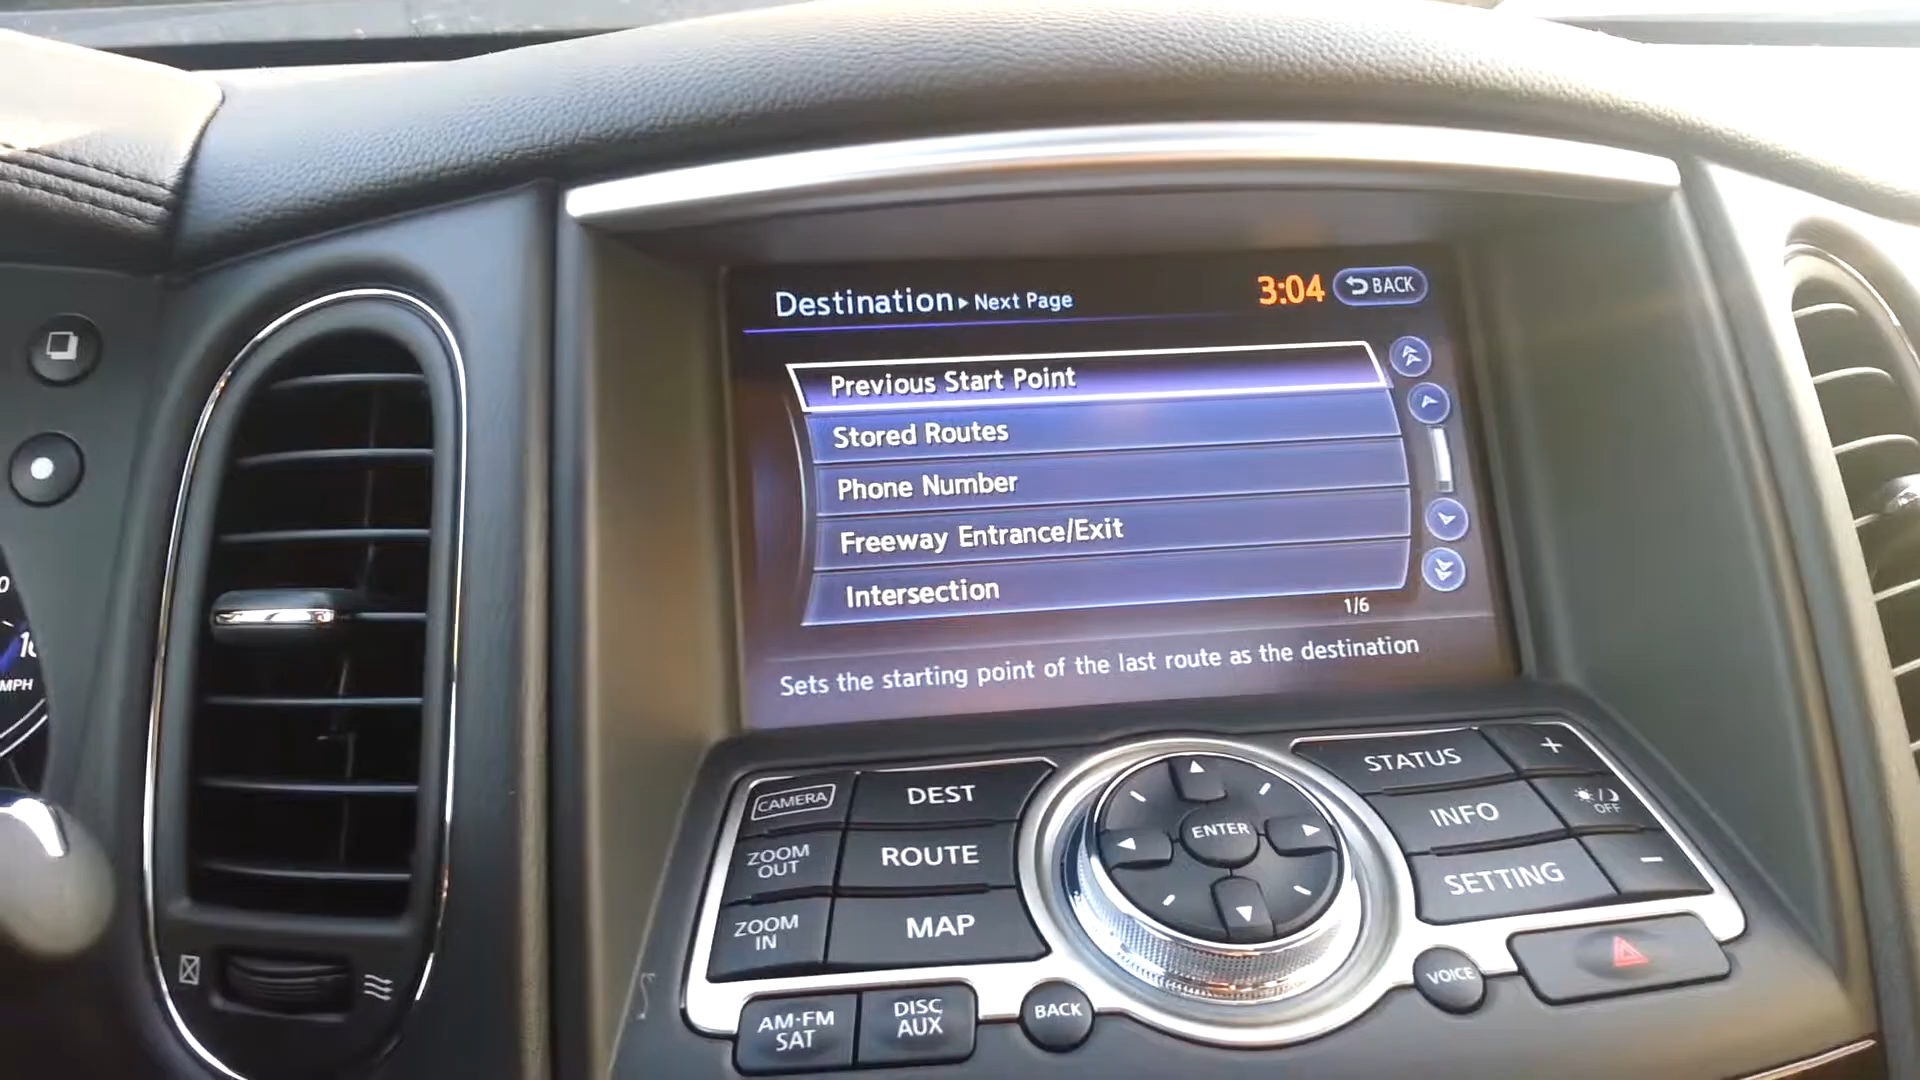 Destination ▸ Next Page
3:04
BACK
Previous Start Point
Stored Routes
Phone Number
Freeway Entrance/Exit
Intersection
1/6
Sets the starting point of the last route as the destination
MPH
CAMERA
DEST
ZOOM
OUT
ROUTE
ZOOM
IN
MAP
AM·FM
SAT
DISC
AUX
BACK
ENTER
STATUS
+
INFO
OFF
SETTING
−
VOICE